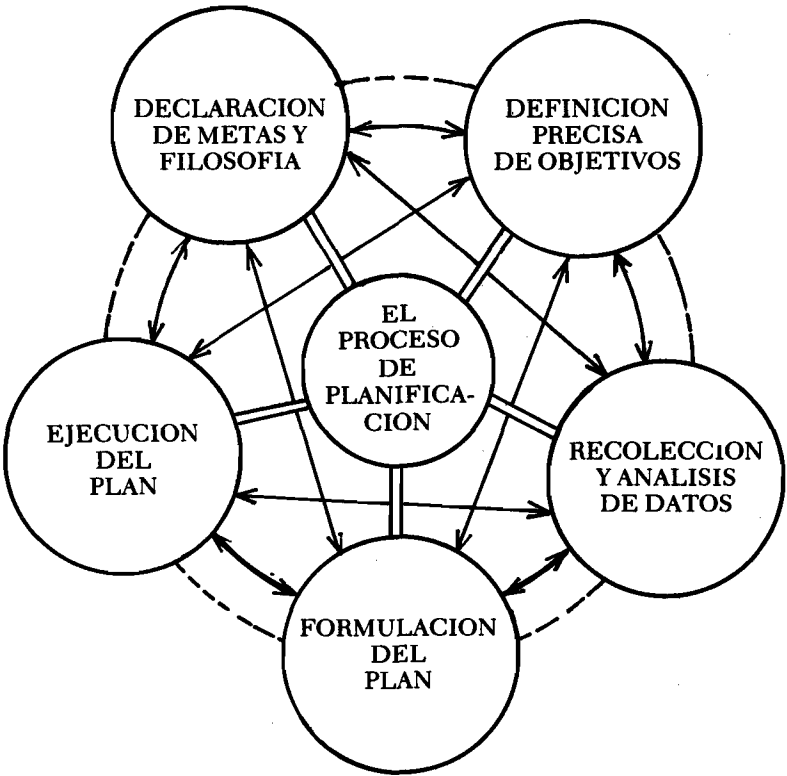 DECLARACION
DE METAS Y
FILOSOFIA
DEFINICION
PRECISA
DE OBJETIVOS
EL
PROCESO
DE
PLANIFICA-
CION
EJECUCION
DEL
PLAN
RECOLECCION
Y ANALISIS
DE DATOS
FORMULACION
DEL
PLAN